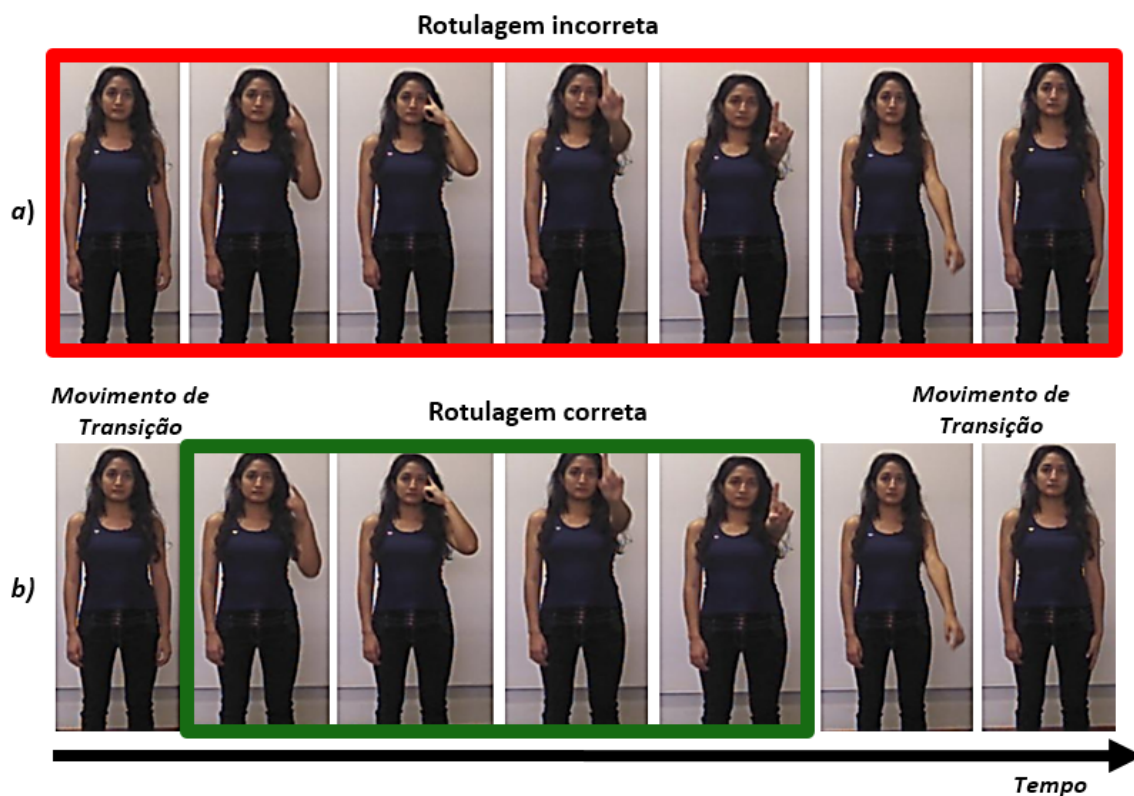 Rotulagem incorreta
a)
Movimento de
Transição
Rotulagem correta
Movimento de
Transição
b)
Tempo